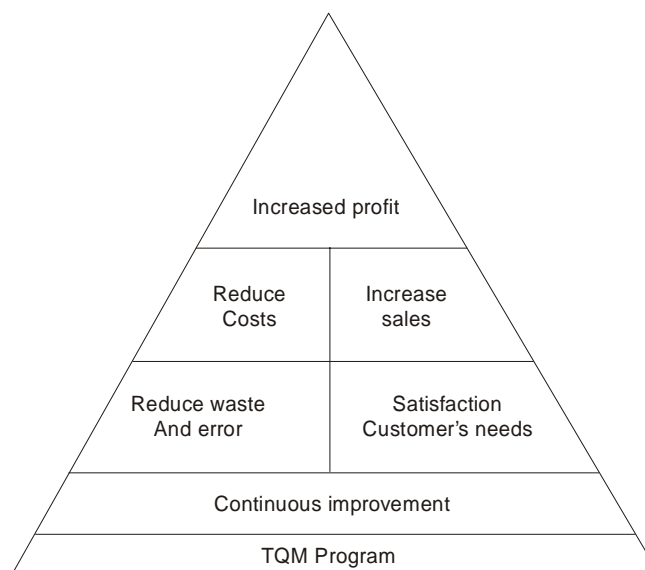 Increased profit
Reduce
Costs
Increase
sales
Reduce waste
And error
Satisfaction
Customer's needs
Continuous improvement
TQM Program